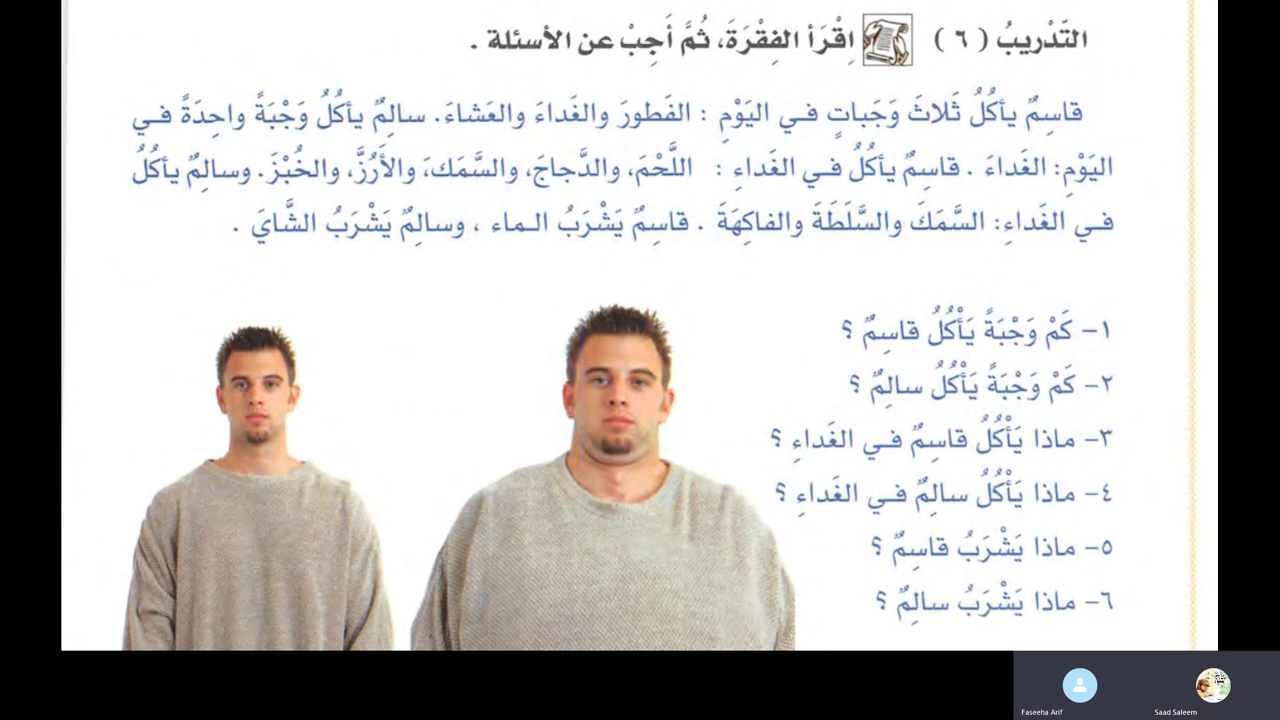 التّدْريبُ ( ٦ ) اِقْرَأ الفِقْرَةَ، ثُمَّ أَجِبْ عن الأسئلة .
قاسِمٌ يأكُلُ ثَلاثَ وَجَباتٍ في اليَوْمِ : الفَطورَ والغَداءَ والعَشاءَ. سالِمٌ يأكُلُ وَجْبَةً واحِدَةً في
اليَوْمِ: الغَداءَ . قاسِمٌ يأكُلُ في الغَداءِ : اللَّحْمَ، والدَّجاجَ، والسَّمَكَ، والأَرُزَّ، والخُبْزَ. وسالِمٌ يأكُلُ
في الغَداءِ: السَّمَكَ والسَّلَطَةَ والفاكِهَةَ . قاسِمٌ يَشْرَبُ الماء ، وسالِمٌ يَشْرَبُ الشَّايَ .
١- كَمْ وَجْبَةً يَأْكُلُ قاسِمٌ ؟
٢- كَمْ وَجْبَةً يَأْكُلُ سالِمٌ ؟
٣- ماذا يَأْكُلُ قاسِمٌ في الغَداءِ ؟
٤- ماذا يَأْكُلُ سالِمٌ في الغَداءِ ؟
٥- ماذا يَشْرَبُ قاسِمٌ ؟
٦- ماذا يَشْرَبُ سالِمٌ ؟
Faseeha Arif
Saad Saleem